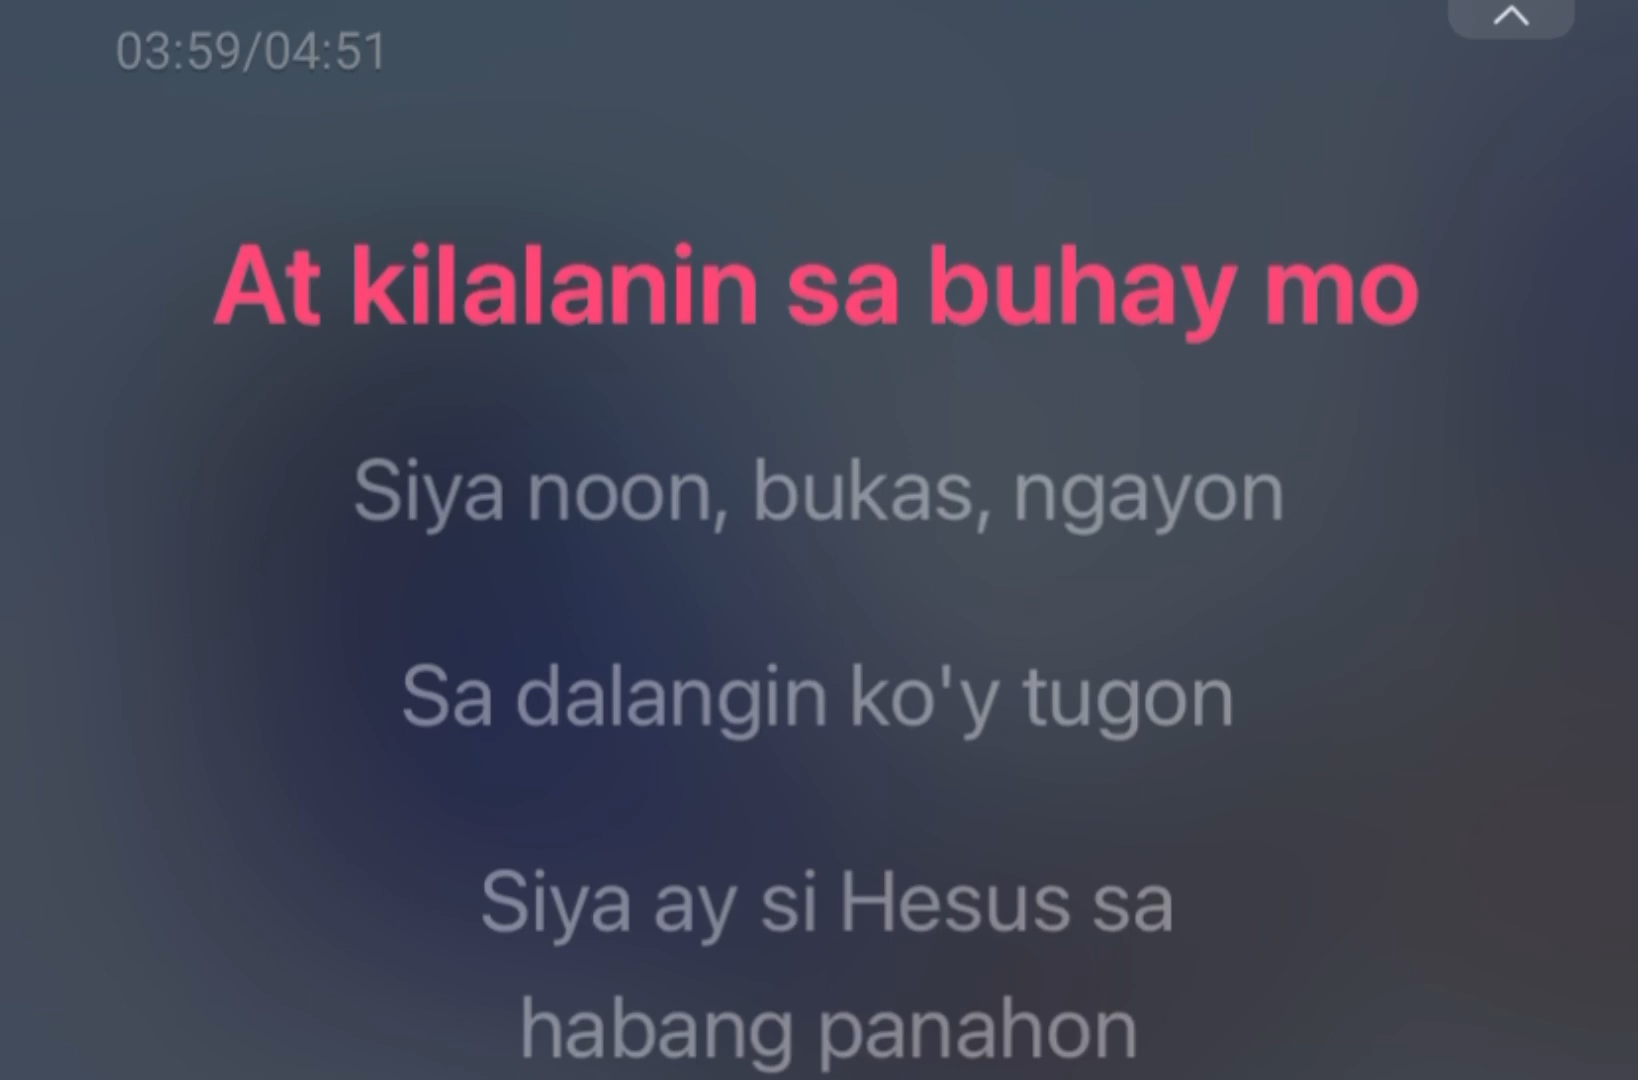 03:59/04:51
At kilalanin sa buhay mo
Siya noon, bukas, ngayon
Sa dalangin ko'y tugon
Siya ay si Hesus sa
habang panahon